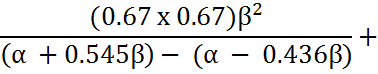 (0.67 x 0.67)β²
(α + 0.545β) − (α − 0.436β) +